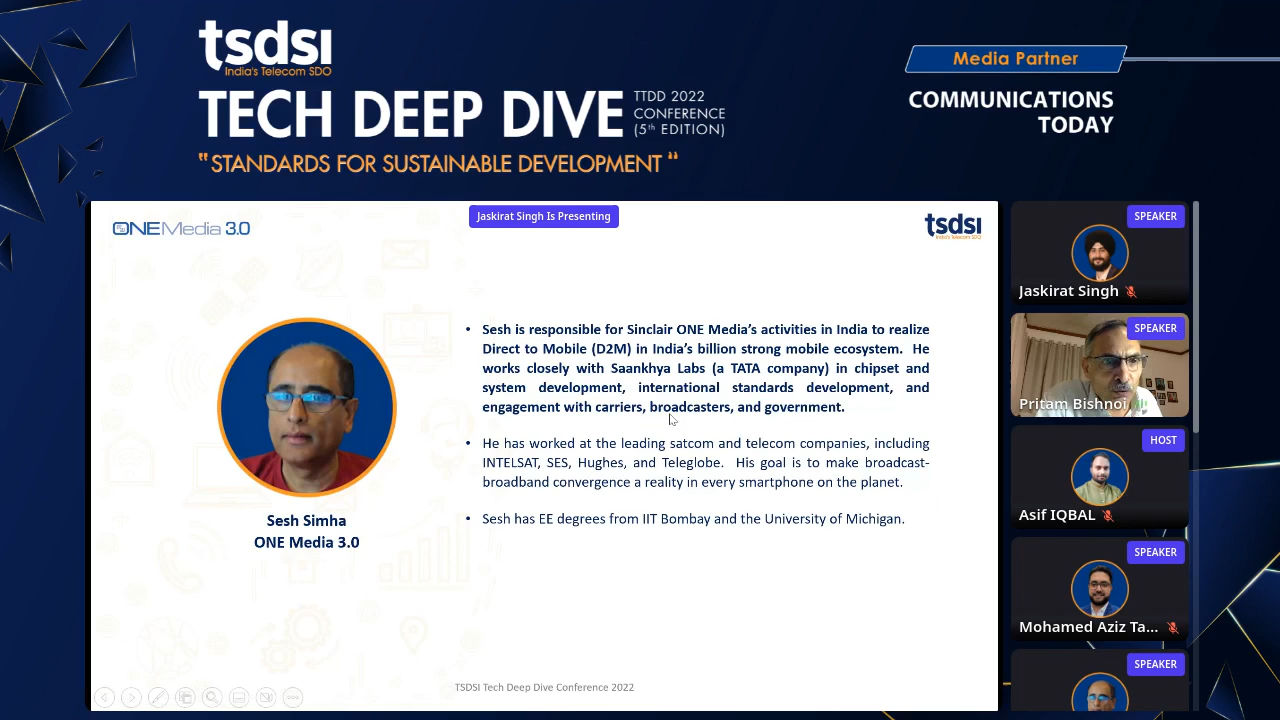 tsdsi
India's Telecom SDO
TECH DEEP DIVE
TTDD 2022
CONFERENCE
(5th EDITION)
"STANDARDS FOR SUSTAINABLE DEVELOPMENT"
Media Partner
COMMUNICATIONS
TODAY
ONEMedia 3.0
Jaskirat Singh Is Presenting
tsdsi
India's Telecom SDO
Sesh Simha
ONE Media 3.0
• Sesh is responsible for Sinclair ONE Media's activities in India to realize
Direct to Mobile (D2M) in India's billion strong mobile ecosystem. He
works closely with Saankhya Labs (a TATA company) in chipset and
system development, international standards development, and
engagement with carriers, broadcasters, and government.
• He has worked at the leading satcom and telecom companies, including
INTELSAT, SES, Hughes, and Teleglobe. His goal is to make broadcast-
broadband convergence a reality in every smartphone on the planet.
• Sesh has EE degrees from IIT Bombay and the University of Michigan.
TSDSI Tech Deep Dive Conference 2022
SPEAKER
Jaskirat Singh
SPEAKER
Pritam Bishnoi
HOST
Asif IQBAL
SPEAKER
Mohamed Aziz Ta...
SPEAKER